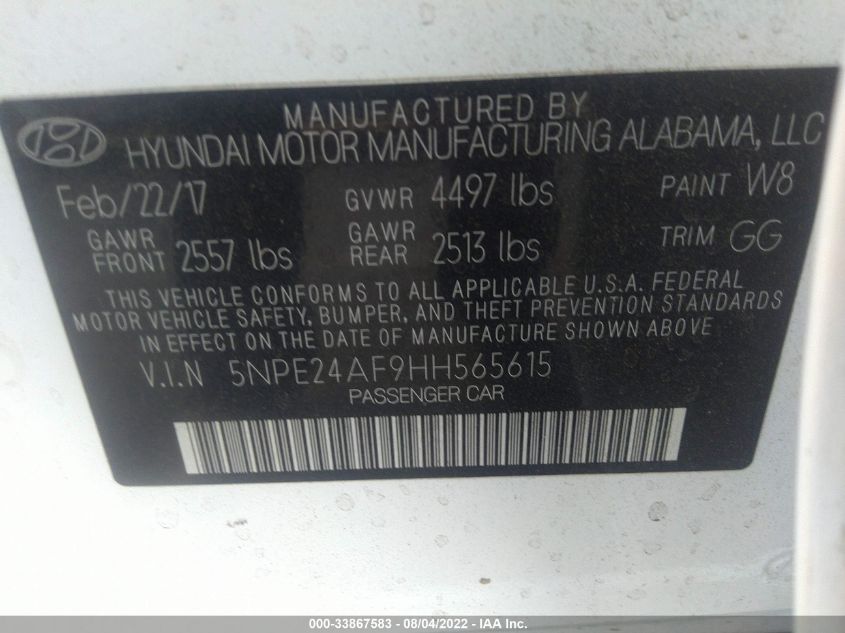 MANUFACTURED BY
HYUNDAI MOTOR MANUFACTURING ALABAMA, LLC
Feb/22/17 GVWR 4497 lbs PAINT W8
GAWR FRONT 2557 lbs GAWR REAR 2513 lbs TRIM GG
THIS VEHICLE CONFORMS TO ALL APPLICABLE U.S.A. FEDERAL
MOTOR VEHICLE SAFETY, BUMPER, AND THEFT PREVENTION STANDARDS
IN EFFECT ON THE DATE OF MANUFACTURE SHOWN ABOVE
V.I.N 5NPE24AF9HH565615
PASSENGER CAR
000-33867583 - 08/04/2022 - IAA Inc.